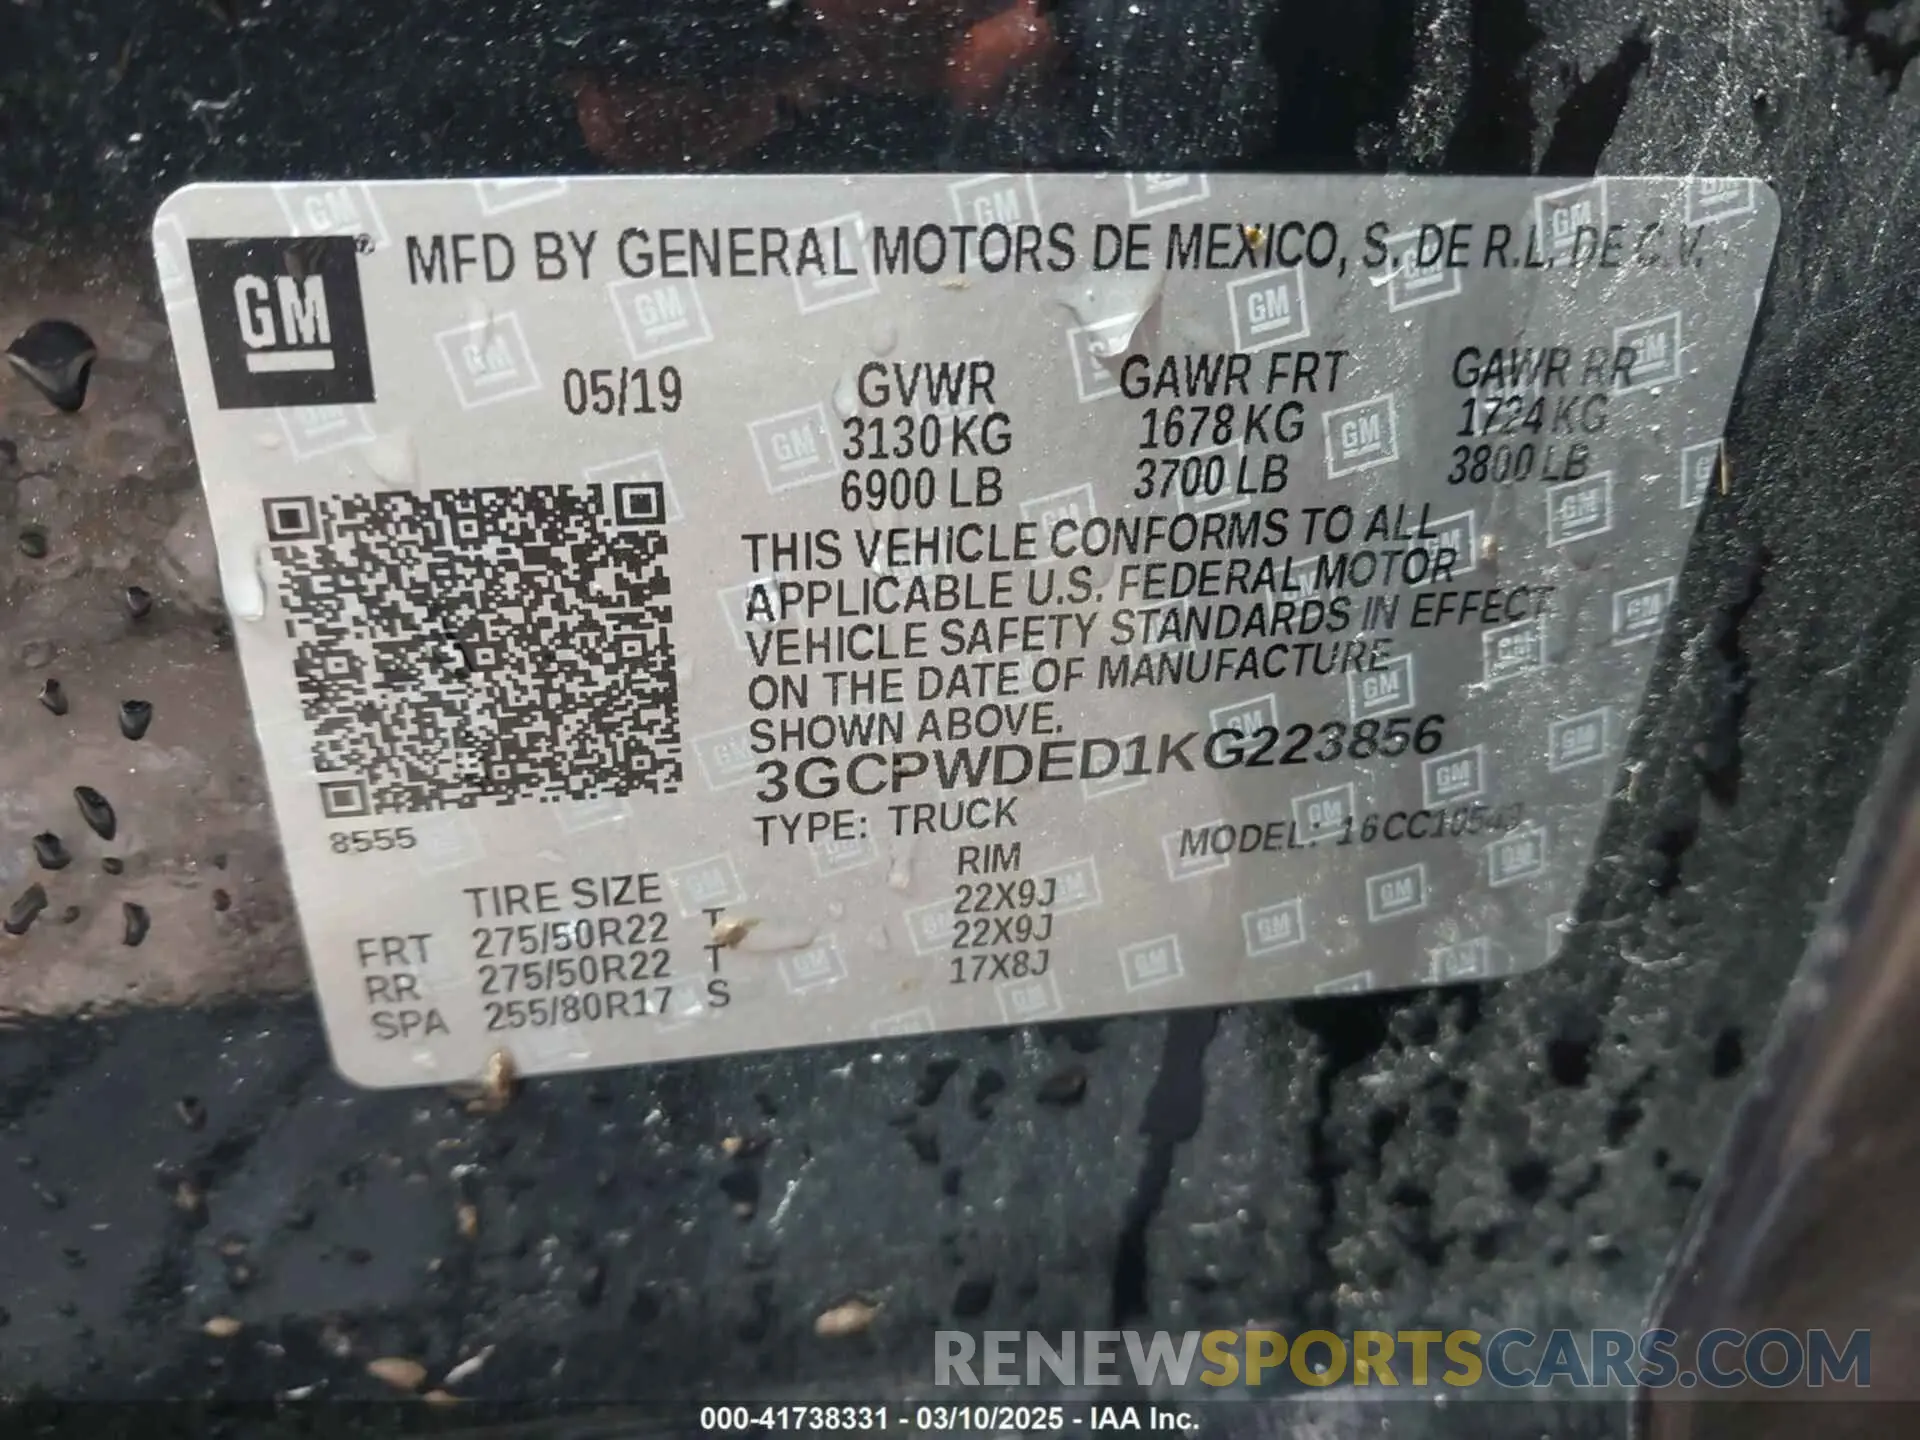 GM
MFD BY GENERAL MOTORS DE MEXICO, S. DE R.L. DE C.V.
05/19
GVWR
3130 KG
6900 LB
GAWR FRT
1678 KG
3700 LB
GAWR RR
1724 KG
3800 LB
THIS VEHICLE CONFORMS TO ALL
APPLICABLE U.S. FEDERAL MOTOR
VEHICLE SAFETY STANDARDS IN EFFECT
ON THE DATE OF MANUFACTURE
SHOWN ABOVE.
3GCPWDED1KG223856
TYPE: TRUCK
MODEL: 16CC10543
8555
TIRE SIZE RIM
FRT 275/50R22 T 22X9J
RR 275/50R22 T 22X9J
SPA 255/80R17 S 17X8J
RENEWSPORTSCARS.COM
000-41738331 - 03/10/2025 - IAA Inc.